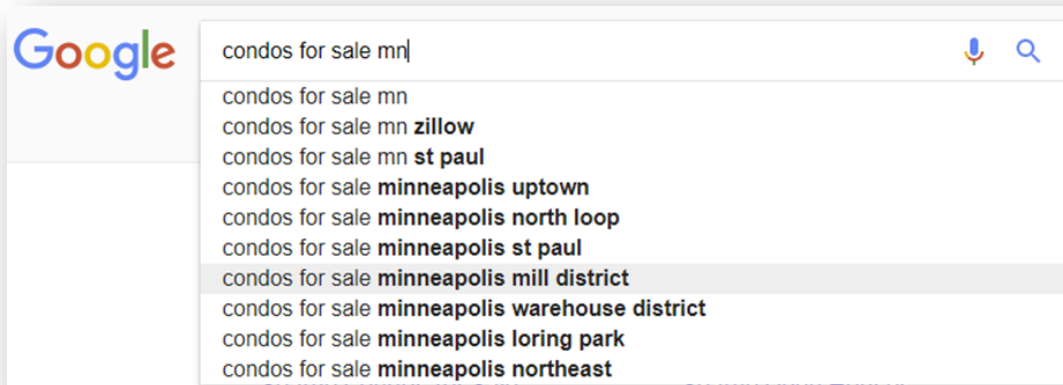 Google
condos for sale mn
condos for sale mn
condos for sale mn zillow
condos for sale mn st paul
condos for sale minneapolis uptown
condos for sale minneapolis north loop
condos for sale minneapolis st paul
condos for sale minneapolis mill district
condos for sale minneapolis warehouse district
condos for sale minneapolis loring park
condos for sale minneapolis northeast